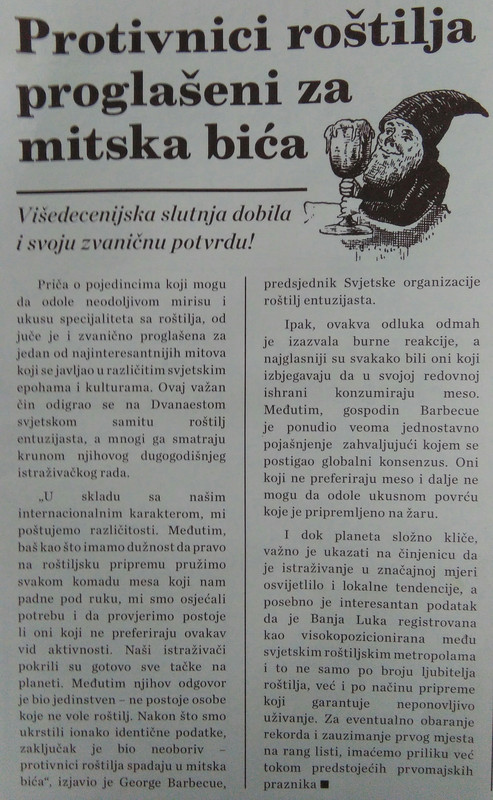 Protivnici roštilja
proglašeni za
mitska bića
Višedecenijska slutnja dobila
i svoju zvaničnu potvrdu!
Priča o pojedincima koji mogu
da odole neodoljivom mirisu i
ukusu specijaliteta sa roštilja, od
juče je i zvanično proglašena za
jedan od najinteresantnijih mitova
koji se javljao u različitim svjetskim
epohama i kulturama. Ovaj važan
čin odigrao se na Dvanaestom
svjetskom samitu roštilj
entuzijasta, a mnogi ga smatraju
krunom njihovog dugogodišnjeg
istraživačkog rada.
„U skladu sa našim
internacionalnim karakterom, mi
poštujemo različitosti. Međutim,
baš kao što imamo dužnost da pravo
na roštiljsku pripremu pružimo
svakom komadu mesa koji nam
padne pod ruku, mi smo osjećali
potrebu i da provjerimo postoje
li oni koji ne preferiraju ovakav
vid aktivnosti. Naši istraživači
pokrili su gotovo sve tačke na
planeti. Međutim njihov odgovor
je bio jedinstven – ne postoje osobe
koje ne vole roštilj. Nakon što smo
ukrstili ionako identične podatke,
zaključak je bio neoboriv –
protivnici roštilja spadaju u mitska
bića“, izjavio je George Barbecue,
predsjednik Svjetske organizacije
roštilj entuzijasta.
Ipak, ovakva odluka odmah
je izazvala burne reakcije, a
najglasniji su svakako bili oni koji
izbjegavaju da u svojoj redovnoj
ishrani konzumiraju meso.
Međutim, gospodin Barbecue
je ponudio veoma jednostavno
pojašnjenje zahvaljujući kojem se
postigao globalni konsenzus. Oni
koji ne preferiraju meso i dalje ne
mogu da odole ukusnom povrću
koje je pripremljeno na žaru.
I dok planeta složno kliče,
važno je ukazati na činjenicu da
je istraživanje u značajnoj mjeri
osvijetlilo i lokalne tendencije, a
posebno je interesantan podatak
da je Banja Luka registrovana
kao visokopozicionirana među
svjetskim roštiljskim metropolama
i to ne samo po broju ljubitelja
roštilja, već i po načinu pripreme
koji garantuje neponovljivo
uživanje. Za eventualno obaranje
rekorda i zauzimanje prvog mjesta
na rang listi, imaćemo priliku već
tokom predstojećih prvomajskih
praznika ■